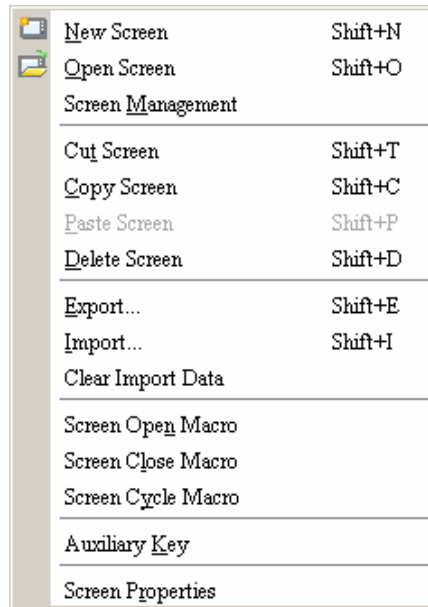 New Screen Shift+N
Open Screen Shift+O
Screen Management
Cut Screen Shift+T
Copy Screen Shift+C
Paste Screen Shift+P
Delete Screen Shift+D
Export... Shift+E
Import... Shift+I
Clear Import Data
Screen Open Macro
Screen Close Macro
Screen Cycle Macro
Auxiliary Key
Screen Properties